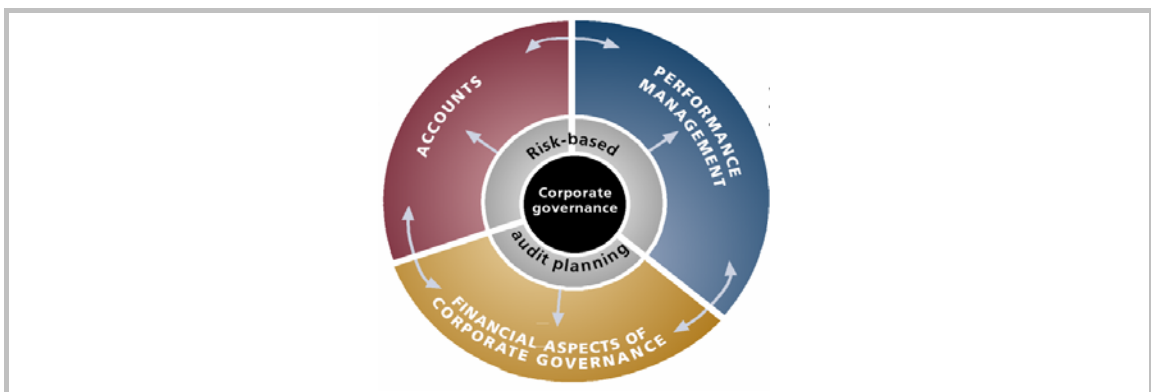 ACCOUNTS
PERFORMANCE
MANAGEMENT
Risk-based
Corporate
governance
audit planning
FINANCIAL ASPECTS OF
CORPORATE GOVERNANCE